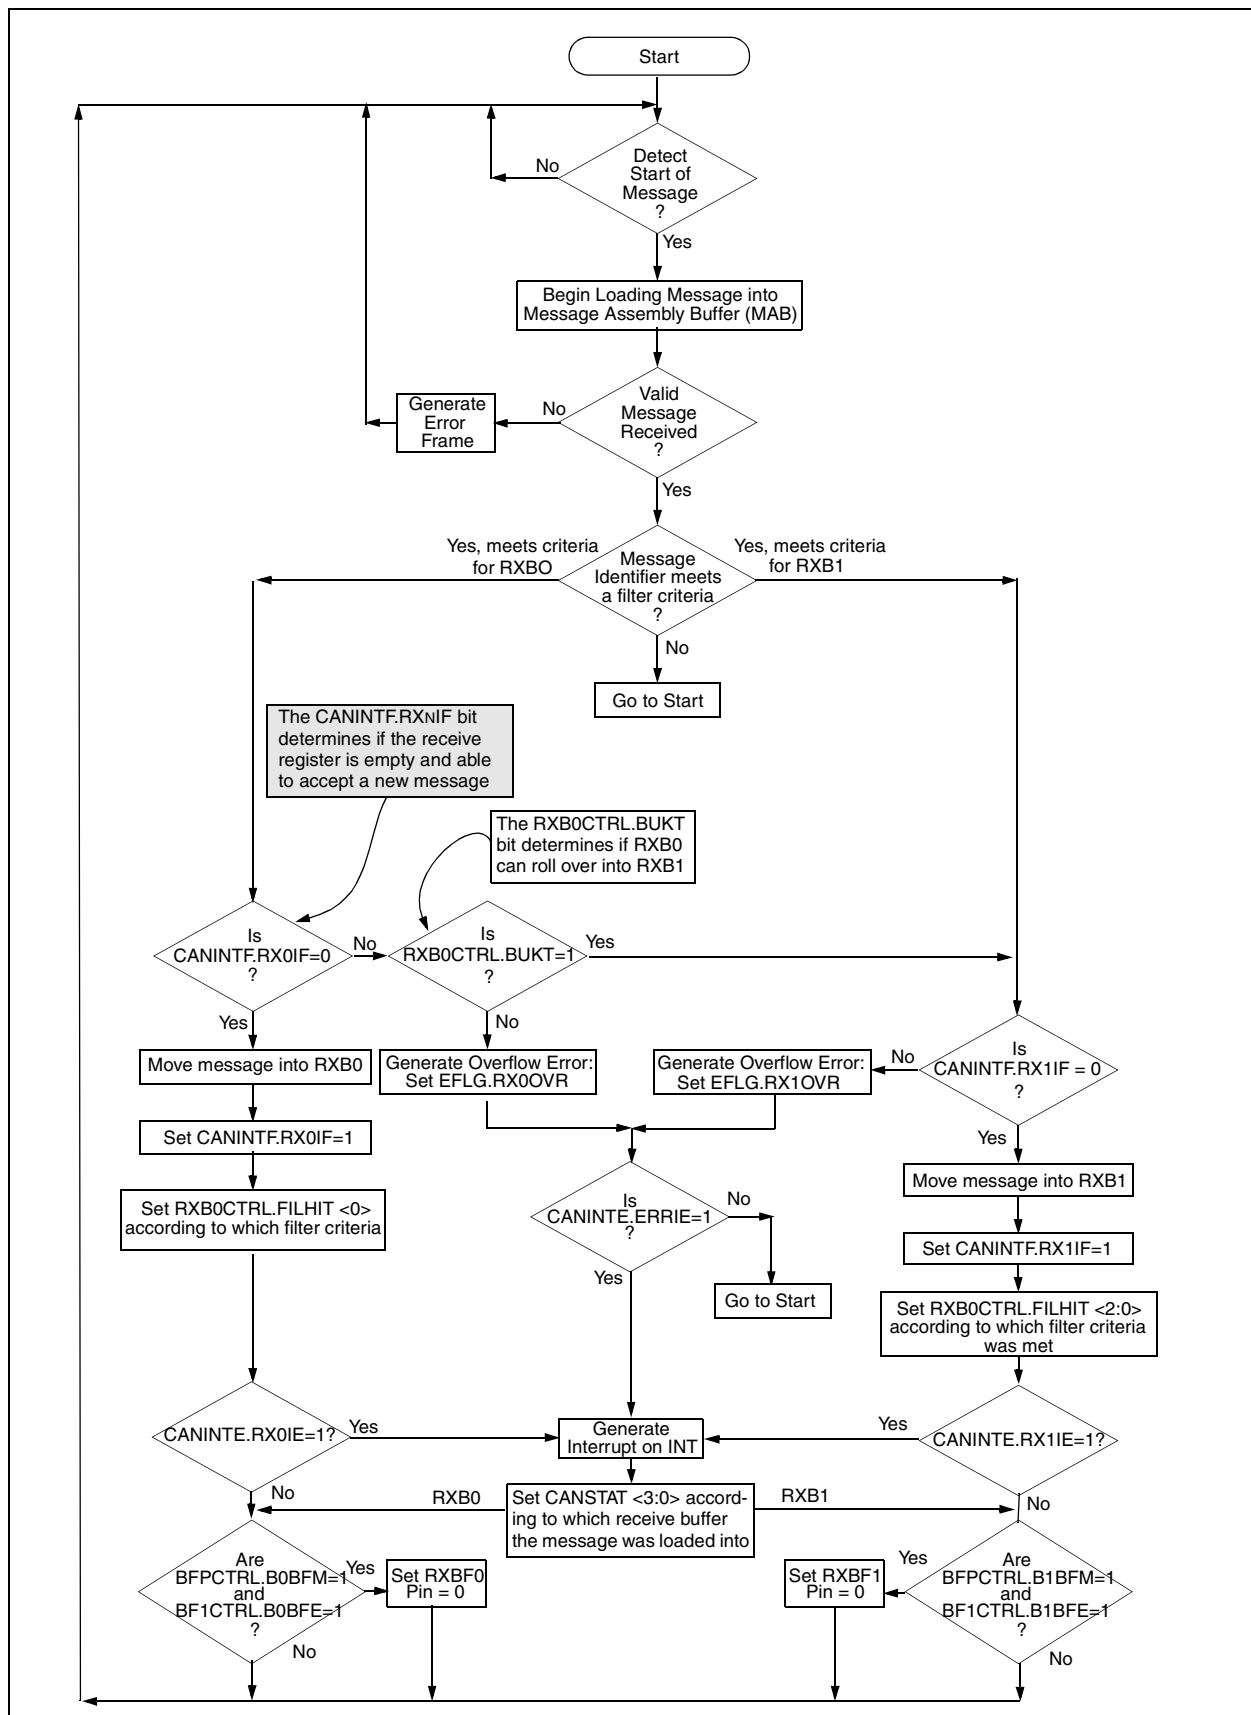 Start
Detect
Start of
Message
?
No
Yes
Begin Loading Message into
Message Assembly Buffer (MAB)
Valid
Message
Received
?
No
Generate
Error
Frame
Yes
Yes, meets criteria
for RXBO
Message
Identifier meets
a filter criteria
?
Yes, meets criteria
for RXB1
No
Go to Start
The CANINTF.RXNIF bit
determines if the receive
register is empty and able
to accept a new message
The RXB0CTRL.BUKT
bit determines if RXB0
can roll over into RXB1
Is
CANINTF.RX0IF=0
?
No
Is
RXB0CTRL.BUKT=1
?
Yes
Yes
No
Move message into RXB0
Generate Overflow Error:
Set EFLG.RX0OVR
Generate Overflow Error:
Set EFLG.RX1OVR
No
Is
CANINTF.RX1IF = 0
?
Set CANINTF.RX0IF=1
Yes
Set RXB0CTRL.FILHIT <0>
according to which filter criteria
Is
CANINTE.ERRIE=1
?
No
Move message into RXB1
Set CANINTF.RX1IF=1
Yes
Go to Start
Set RXB0CTRL.FILHIT <2:0>
according to which filter criteria
was met
CANINTE.RX0IE=1?
Yes
Generate
Interrupt on INT
Yes
CANINTE.RX1IE=1?
No
RXB0
Set CANSTAT <3:0> accord-
ing to which receive buffer
the message was loaded into
RXB1
No
Are
BFPCTRL.B0BFM=1
and
BF1CTRL.B0BFE=1
?
Yes
Set RXBF0
Pin = 0
Set RXBF1
Pin = 0
Yes
Are
BFPCTRL.B1BFM=1
and
BF1CTRL.B1BFE=1
?
No
No